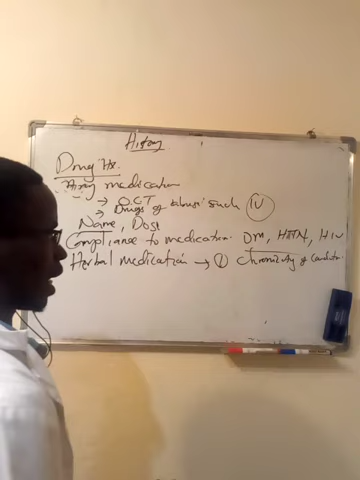 History
Drug Hx.
Any medication
→ OCT
→ Drugs of abuse such IV
Name, Dose
Compliance to medication DM, HTN, HIV
Herbal medication → ① Chronicity of